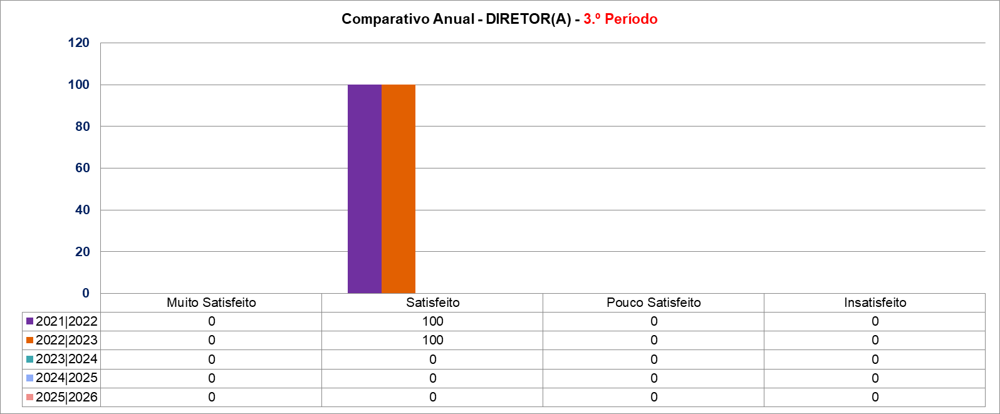 Comparativo Anual - DIRETOR(A) - 3.º Período
120
100
80
60
40
20
0
Muito Satisfeito Satisfeito Pouco Satisfeito Insatisfeito
2021|2022 0 100 0 0
2022|2023 0 100 0 0
2023|2024 0 0 0 0
2024|2025 0 0 0 0
2025|2026 0 0 0 0